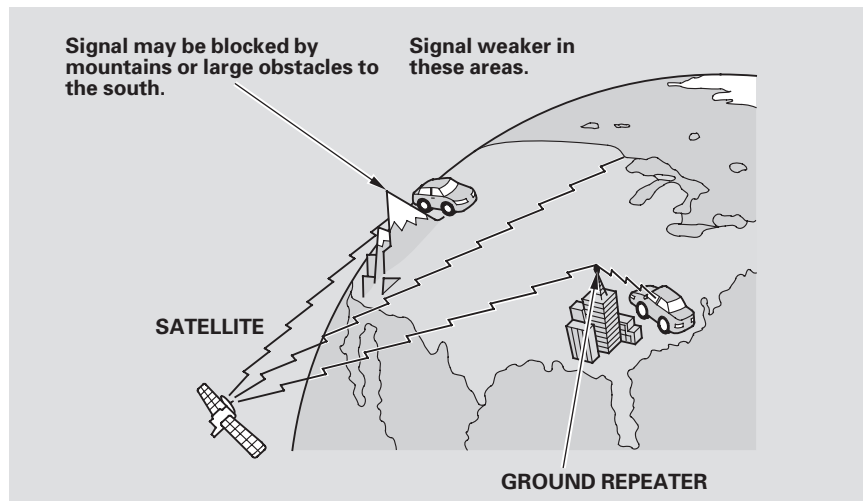 Signal may be blocked by
mountains or large obstacles to
the south.
Signal weaker in
these areas.
SATELLITE
GROUND REPEATER